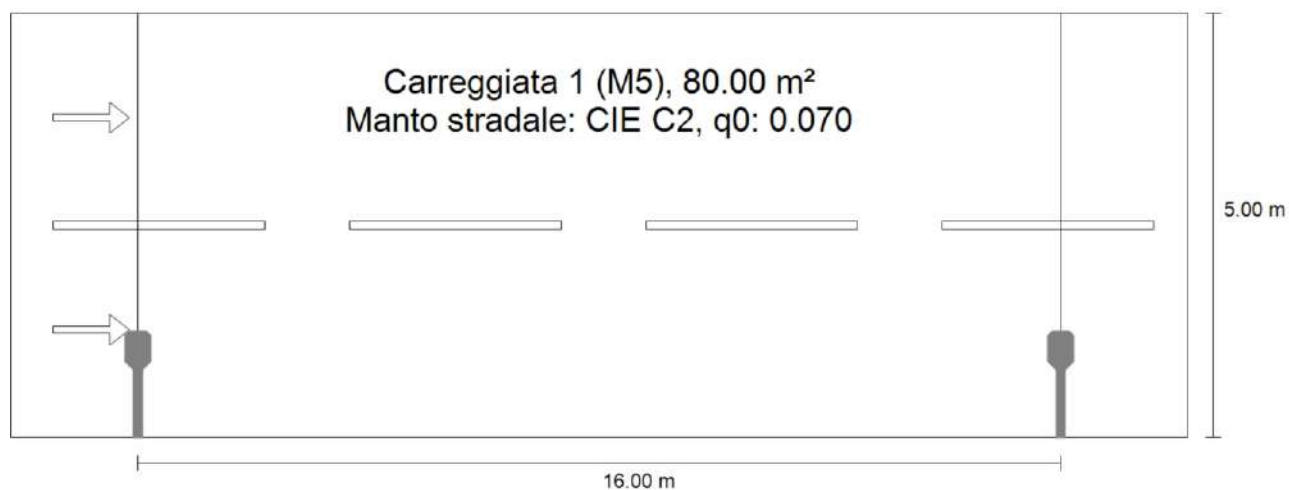 Carreggiata 1 (M5), 80.00 m²
Manto stradale: CIE C2, q0: 0.070
5.00 m
16.00 m